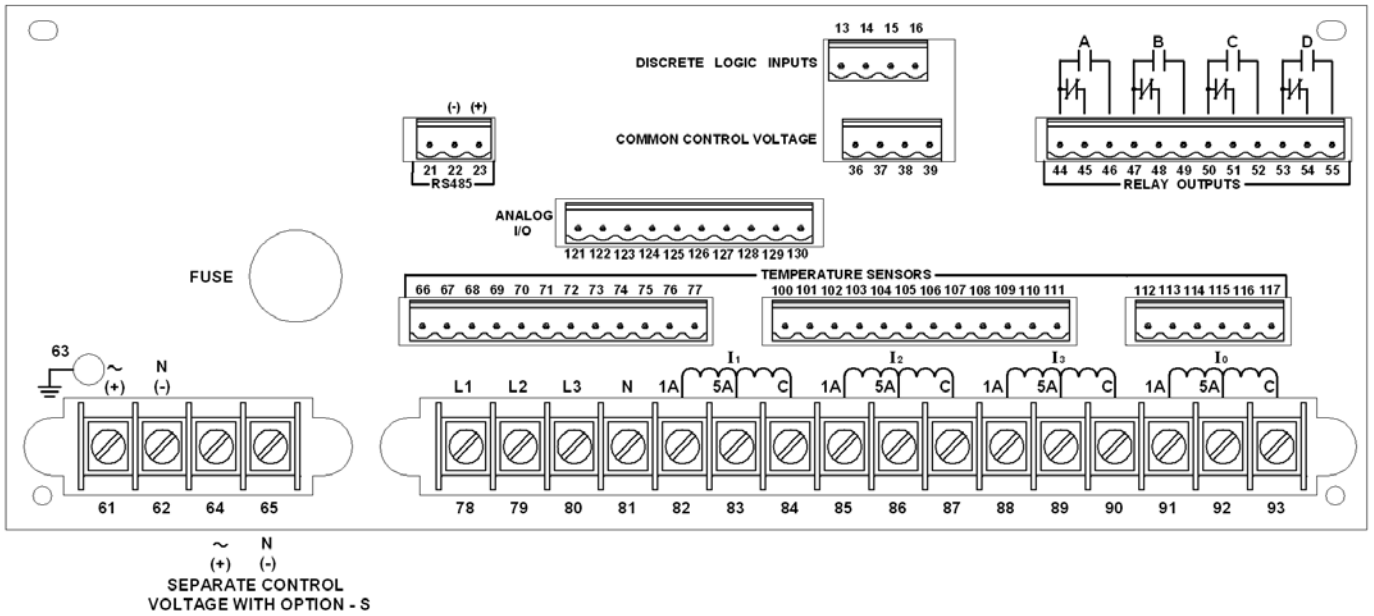 13 14 15 16
A B C D
DISCRETE LOGIC INPUTS
(-) (+)
COMMON CONTROL VOLTAGE
21 22 23
RS485
36 37 38 39
44 45 46 47 48 49 50 51 52 53 54 55
RELAY OUTPUTS
ANALOG
I/O
121 122 123 124 125 126 127 128 129 130
FUSE
TEMPERATURE SENSORS
66 67 68 69 70 71 72 73 74 75 76 77
100 101 102 103 104 105 106 107 108 109 110 111
112 113 114 115 116 117
63
~ N
(+) (-)
I1 I2 I3 I0
L1 L2 L3 N 1A 5A C 1A 5A C 1A 5A C 1A 5A C
61 62 64 65
78 79 80 81 82 83 84 85 86 87 88 89 90 91 92 93
~ N
(+) (-)
SEPARATE CONTROL
VOLTAGE WITH OPTION - S